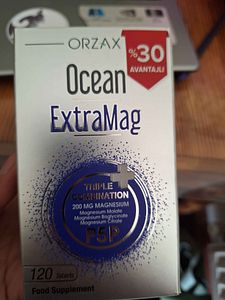 ORZAX
%30
AVANTAJLI
Ocean
ExtraMag
TRIPLE
COMBINATION
200 MG MAGNESIUM
Magnesium Malate
Magnesium Bisglycinate
Magnesium Citrate
P5P
120 Tablets
Food Supplement